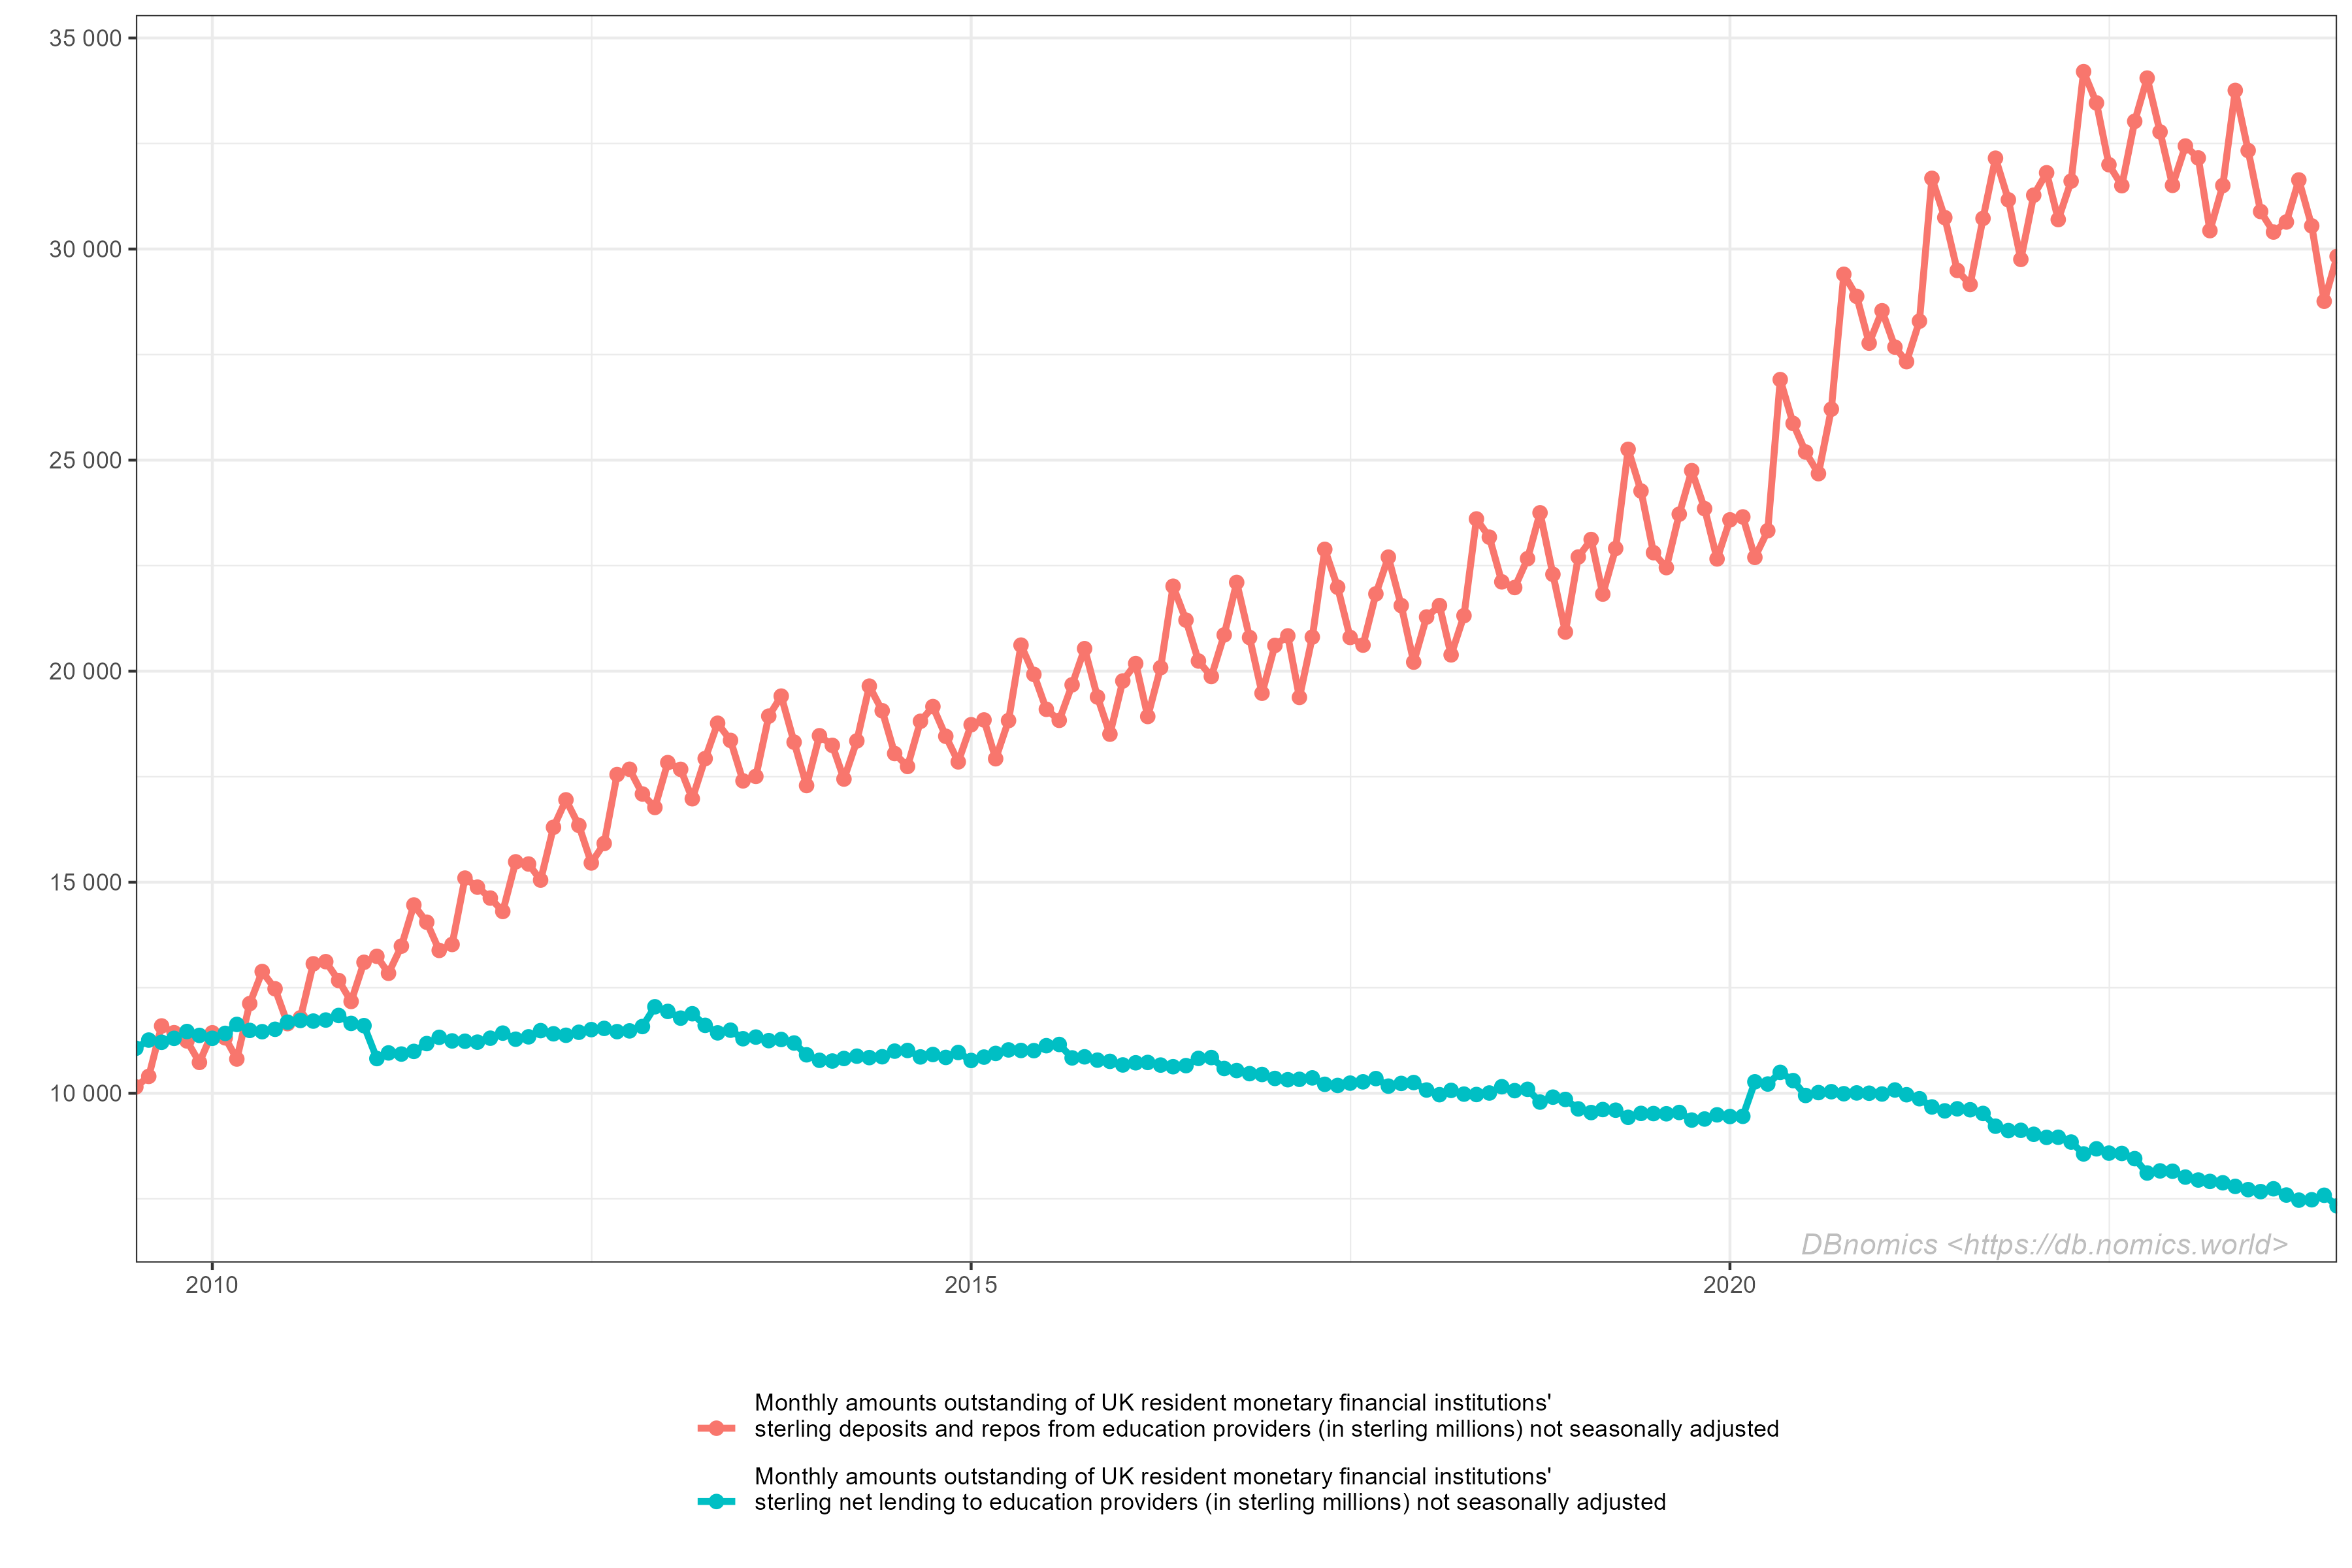 35 000
30 000
25 000
20 000
15 000
10 000
DBnomics <https://db.nomics.world>
2010
2015
2020
Monthly amounts outstanding of UK resident monetary financial institutions'
sterling deposits and repos from education providers (in sterling millions) not seasonally adjusted
Monthly amounts outstanding of UK resident monetary financial institutions'
sterling net lending to education providers (in sterling millions) not seasonally adjusted